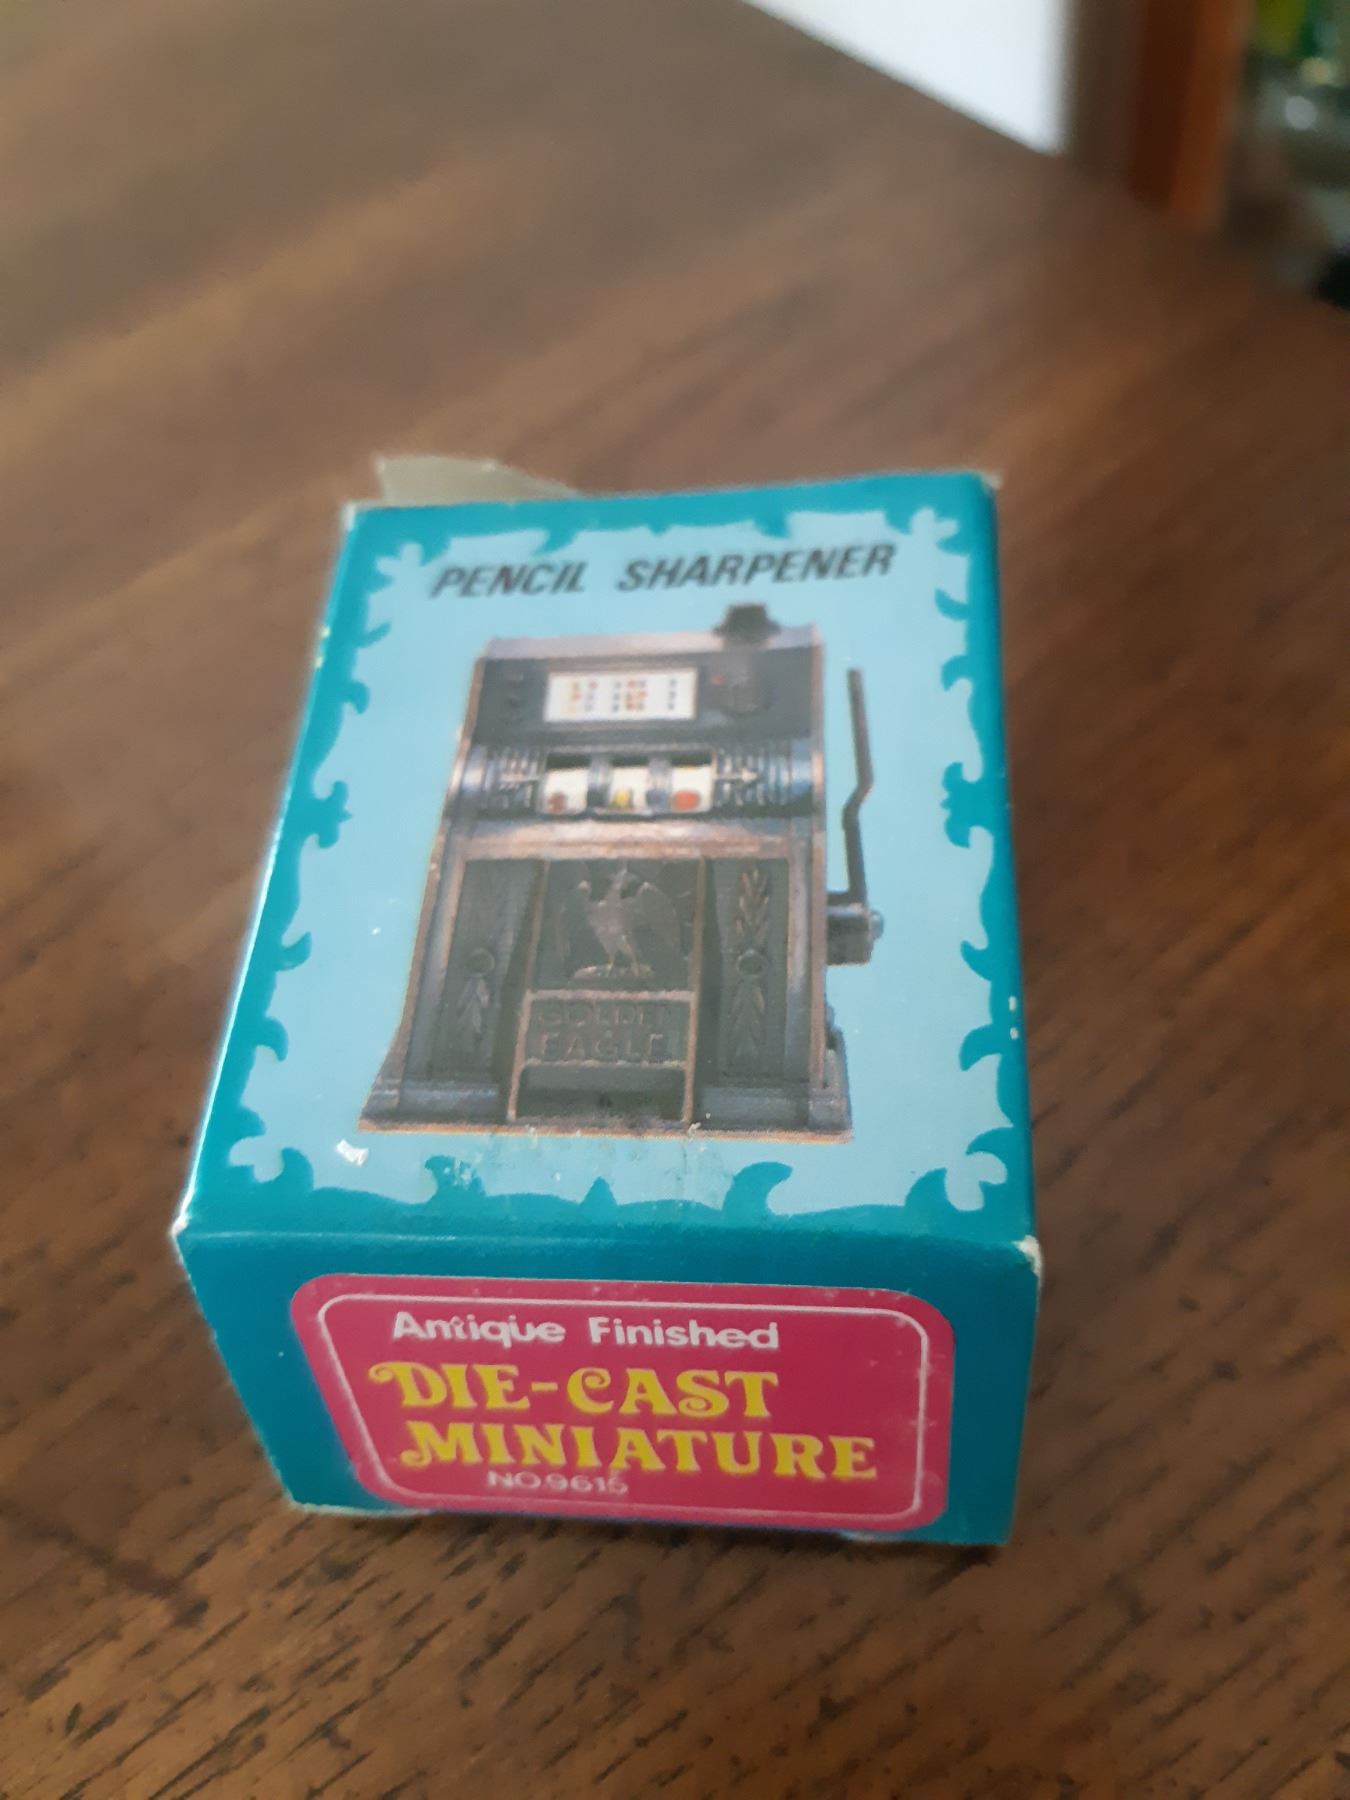 PENCIL SHARPENER
GOLDEN
EAGLE
Antique Finished
DIE-CAST
MINIATURE
NO.9615